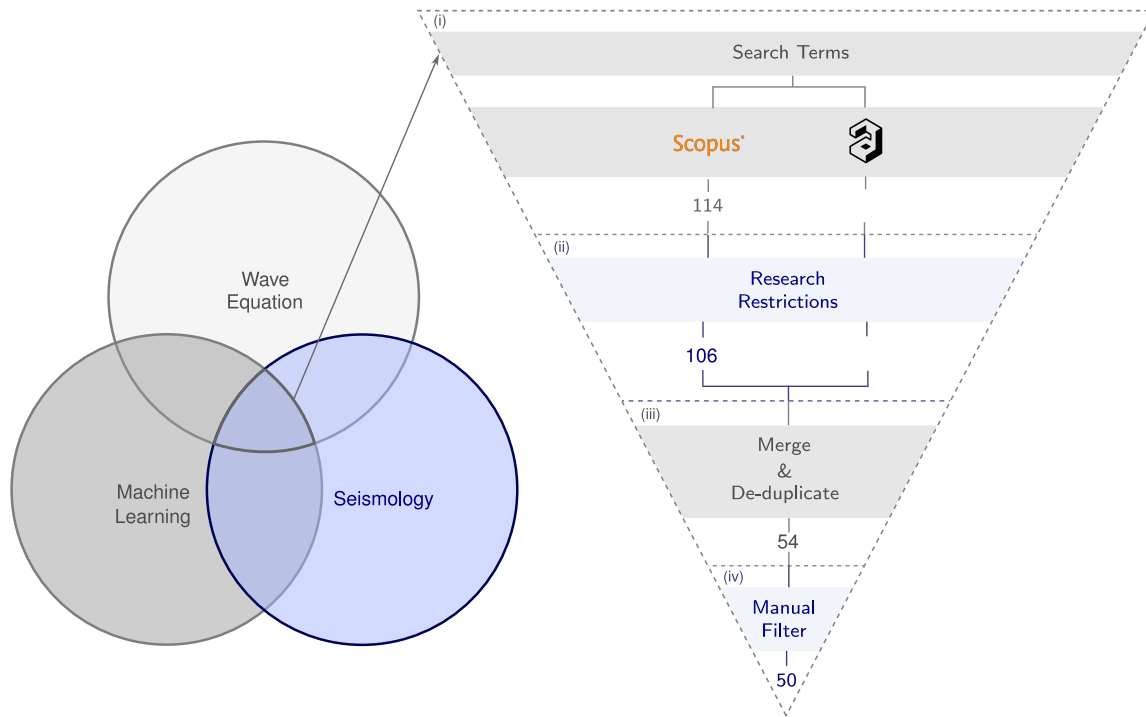 (i)
Search Terms
Scopus
114
(ii)
Research
Restrictions
106
(iii)
Merge
&
De-duplicate
54
(iv)
Manual
Filter
50
Wave
Equation
Machine
Learning
Seismology